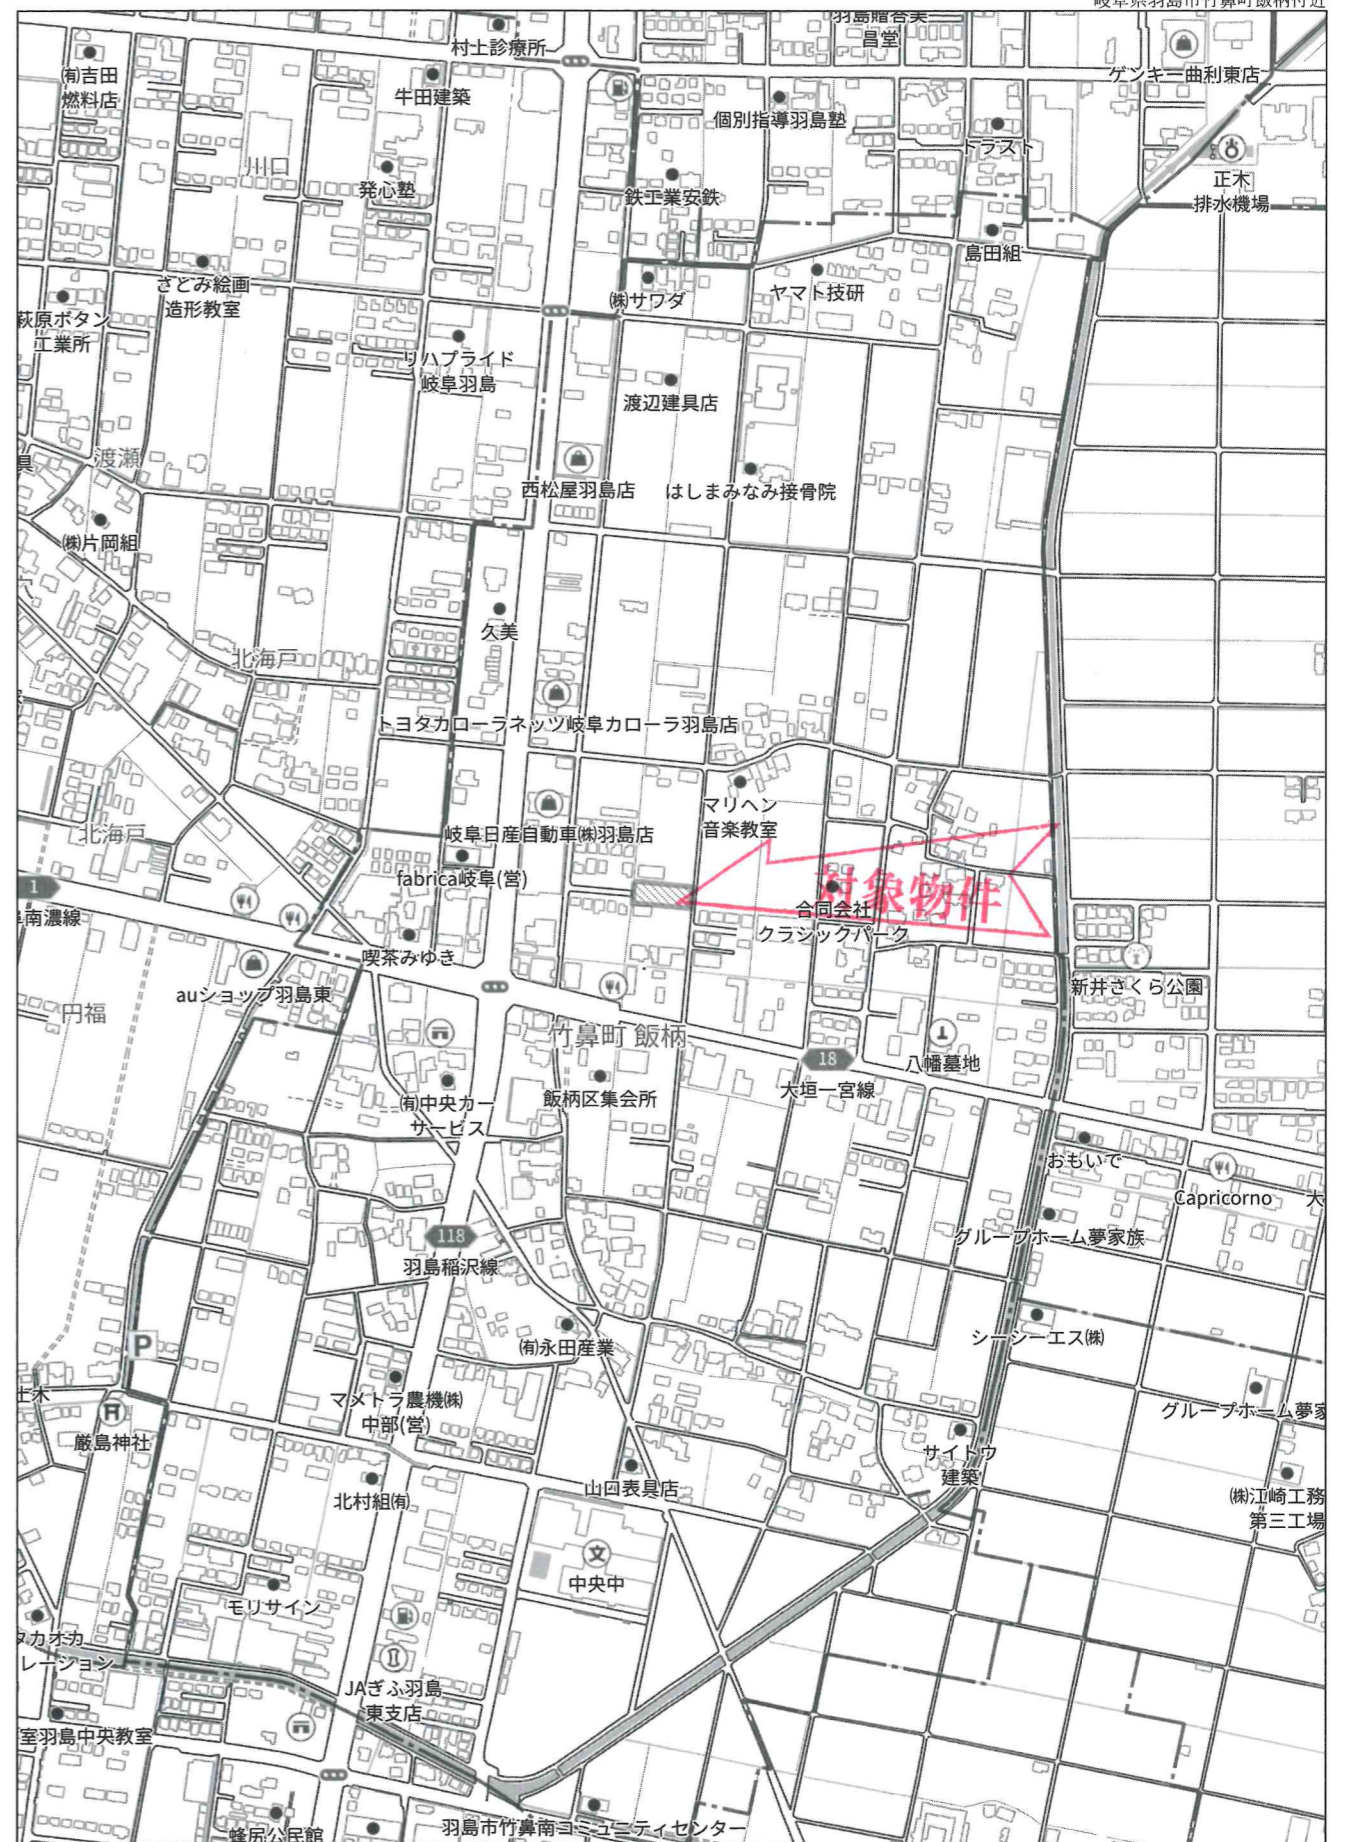 岐阜県羽島市竹鼻町飯柄付近
村上診療所
昌堂
㈲吉田
燃料店
牛田建築
ゲンキー曲利東店
個別指導羽島塾
トラスト
川口
発心塾
鉄工業安鉄
正木
排水機場
島田組
さとみ絵画
造形教室
㈱サワダ
ヤマト技研
萩原ボタン
工業所
リハプライド
岐阜羽島
渡辺建具店
渡瀬
具
西松屋羽島店
はしまみなみ接骨院
㈱片岡組
久美
北海戸
トヨタカローラネッツ岐阜カローラ羽島店
マリヘン
音楽教室
北海戸
岐阜日産自動車㈱羽島店
fabrica岐阜(営)
1
対象物件
合同会社
クラシックパーク
阜南濃線
喫茶みゆき
auショップ羽島東
新井さくら公園
円福
竹鼻町 飯柄
18
大垣一宮線
八幡墓地
㈲中央カー
サービス
飯柄区集会所
おもいで
Capricorno
大
118
羽島稲沢線
グループホーム夢家族
P
㈲永田産業
シーシーエス㈱
土木
マメトラ農機㈱
中部(営)
グループホーム夢家
厳島神社
サイトウ
建築
北村組㈲
山口表具店
㈱江崎工務
第三工場
文
中央中
モリサイン
タカオカ
レーション
JAぎふ羽島
東支店
室羽島中央教室
蜂尻公民館
羽島市竹鼻南コミュニティセンター